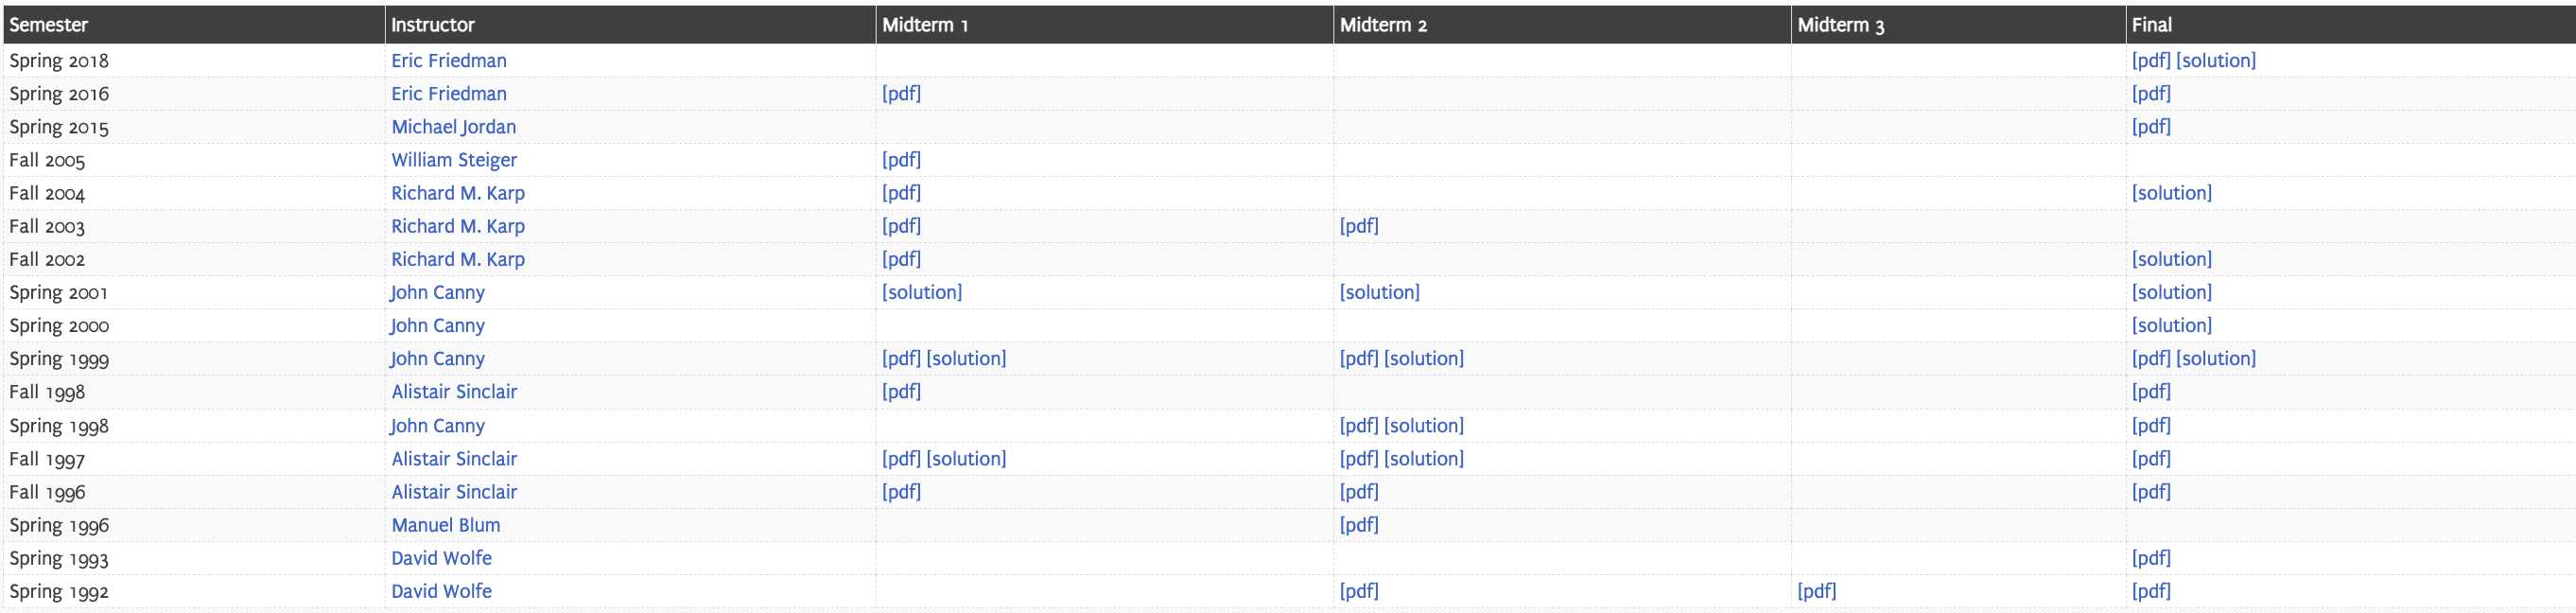 Semester Instructor Midterm 1 Midterm 2 Midterm 3 Final
Spring 2018 Eric Friedman [pdf] [solution]
Spring 2016 Eric Friedman [pdf] [pdf]
Spring 2015 Michael Jordan [pdf]
Fall 2005 William Steiger [pdf]
Fall 2004 Richard M. Karp [pdf] [solution]
Fall 2003 Richard M. Karp [pdf] [pdf]
Fall 2002 Richard M. Karp [pdf] [solution]
Spring 2001 John Canny [solution] [solution] [solution]
Spring 2000 John Canny [solution]
Spring 1999 John Canny [pdf] [solution] [pdf] [solution] [pdf] [solution]
Fall 1998 Alistair Sinclair [pdf] [pdf]
Spring 1998 John Canny [pdf] [solution] [pdf]
Fall 1997 Alistair Sinclair [pdf] [solution] [pdf] [solution] [pdf]
Fall 1996 Alistair Sinclair [pdf] [pdf] [pdf]
Spring 1996 Manuel Blum [pdf]
Spring 1993 David Wolfe [pdf]
Spring 1992 David Wolfe [pdf] [pdf] [pdf]